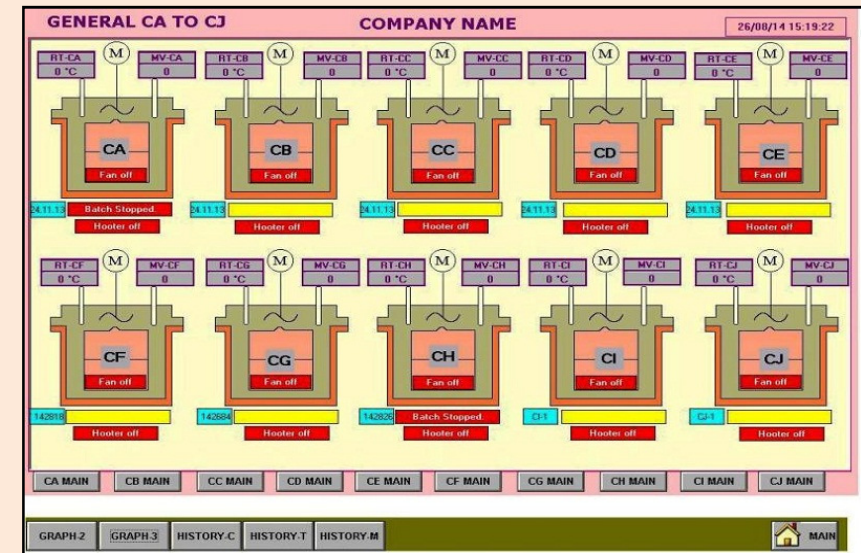 GENERAL CA TO CJ COMPANY NAME 26/08/14 15:19:22
RT-CA M MV-CA RT-CB M MV-CB RT-CC M MV-CC RT-CD M MV-CD RT-CE M MV-CE
0 °C 0 0 °C 0 0 °C 0 0 °C 0 0 °C 0
CA CB CC CD CE
Fan off Fan off Fan off Fan off Fan off
24.11.13 Batch Stopped. 24.11.13 24.11.13 24.11.13 24.11.13
Hooter off Hooter off Hooter off Hooter off Hooter off
RT-CF M MV-CF RT-CG M MV-CG RT-CH M MV-CH RT-CI M MV-CI RT-CJ M MV-CJ
0 °C 0 0 °C 0 0 °C 0 0 °C 0 0 °C 0
CF CG CH CI CJ
Fan off Fan off Fan off Fan off Fan off
142818 142684 142826 Batch Stopped. CI-1 CJ-1
Hooter off Hooter off Hooter off Hooter off Hooter off
CA MAIN CB MAIN CC MAIN CD MAIN CE MAIN CF MAIN CG MAIN CH MAIN CI MAIN CJ MAIN
GRAPH-2 GRAPH-3 HISTORY-C HISTORY-T HISTORY-M MAIN